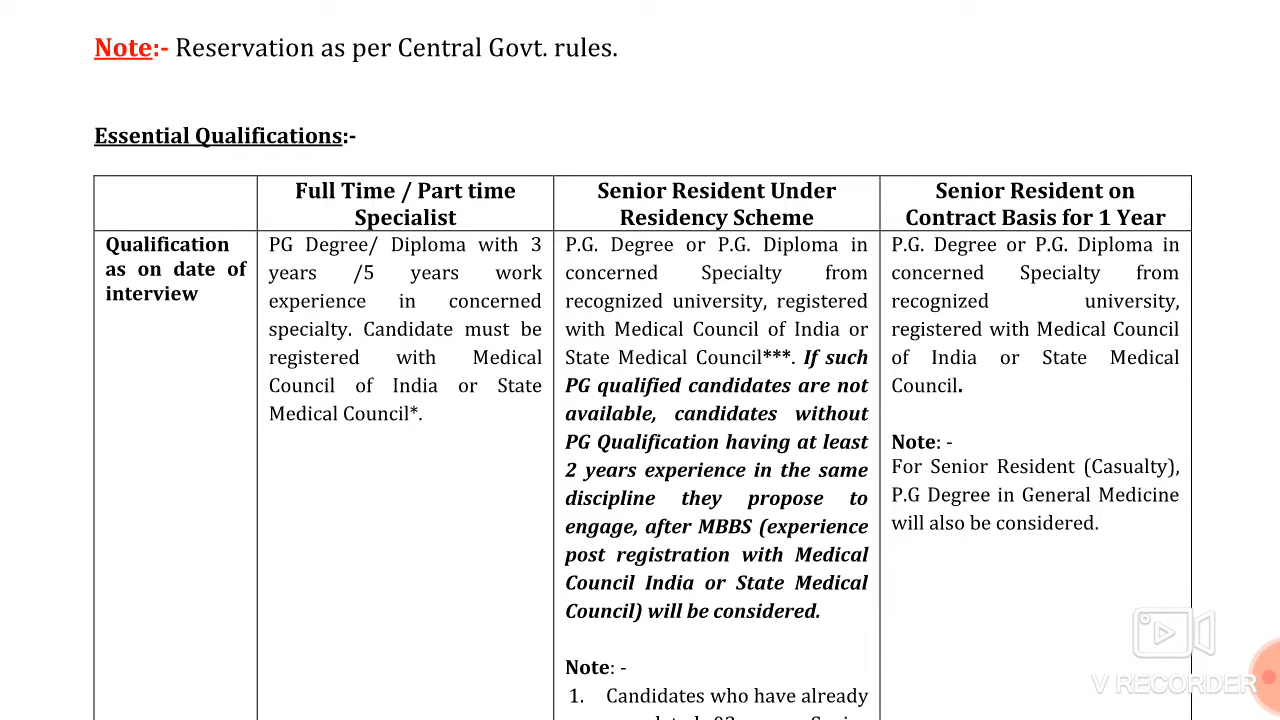 Note:- Reservation as per Central Govt. rules.
Essential Qualifications:-
Full Time / Part time
Specialist
Senior Resident Under
Residency Scheme
Senior Resident on
Contract Basis for 1 Year
Qualification
as on date of
interview
PG Degree/ Diploma with 3
years /5 years work
experience in concerned
specialty. Candidate must be
registered with Medical
Council of India or State
Medical Council*.
P.G. Degree or P.G. Diploma in
concerned Specialty from
recognized university, registered
with Medical Council of India or
State Medical Council***. If such
PG qualified candidates are not
available, candidates without
PG Qualification having at least
2 years experience in the same
discipline they propose to
engage, after MBBS (experience
post registration with Medical
Council India or State Medical
Council) will be considered.
Note: -
1. Candidates who have already
P.G. Degree or P.G. Diploma in
concerned Specialty from
recognized university,
registered with Medical Council
of India or State Medical
Council.
Note: -
For Senior Resident (Casualty),
P.G Degree in General Medicine
will also be considered.
V RECORDER